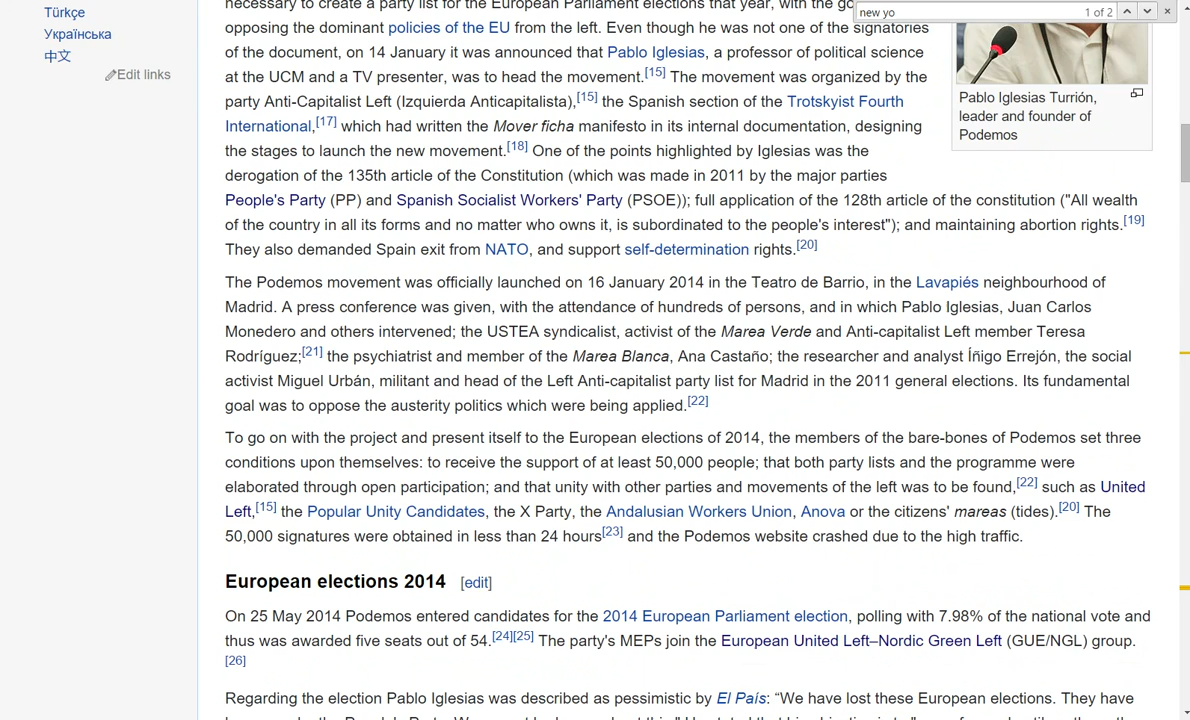 Türkçe
Українська
中文
Edit links
new yo
1 of 2
necessary to create a party list for the European Parliament elections that year, with the go
opposing the dominant policies of the EU from the left. Even though he was not one of the signatories
of the document, on 14 January it was announced that Pablo Iglesias, a professor of political science
at the UCM and a TV presenter, was to head the movement.[15] The movement was organized by the
party Anti-Capitalist Left (Izquierda Anticapitalista),[15] the Spanish section of the Trotskyist Fourth
International,[17] which had written the Mover ficha manifesto in its internal documentation, designing
the stages to launch the new movement.[18] One of the points highlighted by Iglesias was the
derogation of the 135th article of the Constitution (which was made in 2011 by the major parties
People's Party (PP) and Spanish Socialist Workers' Party (PSOE)); full application of the 128th article of the constitution ("All wealth
of the country in all its forms and no matter who owns it, is subordinated to the people's interest"); and maintaining abortion rights.[19]
They also demanded Spain exit from NATO, and support self-determination rights.[20]
Pablo Iglesias Turrión,
leader and founder of
Podemos
The Podemos movement was officially launched on 16 January 2014 in the Teatro de Barrio, in the Lavapiés neighbourhood of
Madrid. A press conference was given, with the attendance of hundreds of persons, and in which Pablo Iglesias, Juan Carlos
Monedero and others intervened; the USTEA syndicalist, activist of the Marea Verde and Anti-capitalist Left member Teresa
Rodríguez;[21] the psychiatrist and member of the Marea Blanca, Ana Castaño; the researcher and analyst Íñigo Errejón, the social
activist Miguel Urbán, militant and head of the Left Anti-capitalist party list for Madrid in the 2011 general elections. Its fundamental
goal was to oppose the austerity politics which were being applied.[22]
To go on with the project and present itself to the European elections of 2014, the members of the bare-bones of Podemos set three
conditions upon themselves: to receive the support of at least 50,000 people; that both party lists and the programme were
elaborated through open participation; and that unity with other parties and movements of the left was to be found,[22] such as United
Left,[15] the Popular Unity Candidates, the X Party, the Andalusian Workers Union, Anova or the citizens' mareas (tides).[20] The
50,000 signatures were obtained in less than 24 hours[23] and the Podemos website crashed due to the high traffic.
European elections 2014 [edit]
On 25 May 2014 Podemos entered candidates for the 2014 European Parliament election, polling with 7.98% of the national vote and
thus was awarded five seats out of 54.[24][25] The party's MEPs join the European United Left–Nordic Green Left (GUE/NGL) group.
[26]
Regarding the election Pablo Iglesias was described as pessimistic by El País: “We have lost these European elections. They have